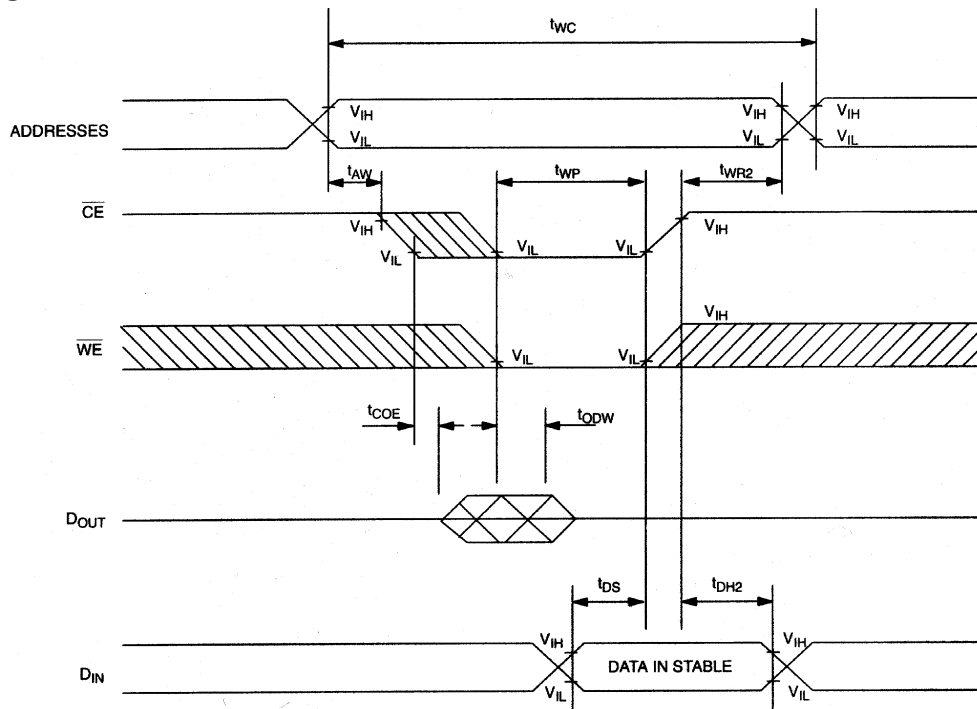 tWC
ADDRESSES
VIH
VIL
VIH
VIL
VIH
VIL
tAW
tWP
tWR2
CE
VIH
VIL
VIL
VIL
VIH
WE
VIL
VIL
VIH
tCOE
tODW
DOUT
tDS
tDH2
DIN
VIH
VIL
DATA IN STABLE
VIH
VIL